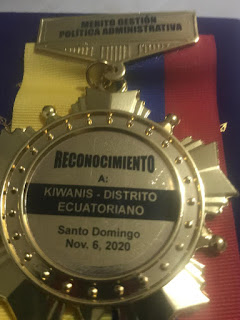 MERITO GESTIÓN
POLÍTICA ADMINISTRATIVA
RECONOCIMIENTO
A:
KIWANIS - DISTRITO
ECUATORIANO
Santo Domingo
Nov. 6, 2020